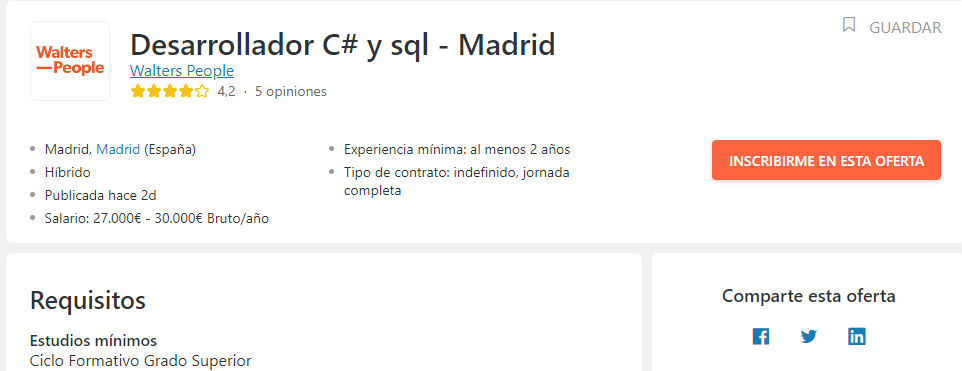 Walters
People
Desarrollador C# y sql - Madrid
Walters People
4,2 · 5 opiniones
GUARDAR
Madrid, Madrid (España)
Híbrido
Publicada hace 2d
Salario: 27.000€ - 30.000€ Bruto/año
Experiencia mínima: al menos 2 años
Tipo de contrato: indefinido, jornada
completa
INSCRIBIRME EN ESTA OFERTA
Requisitos
Estudios mínimos
Ciclo Formativo Grado Superior
Comparte esta oferta